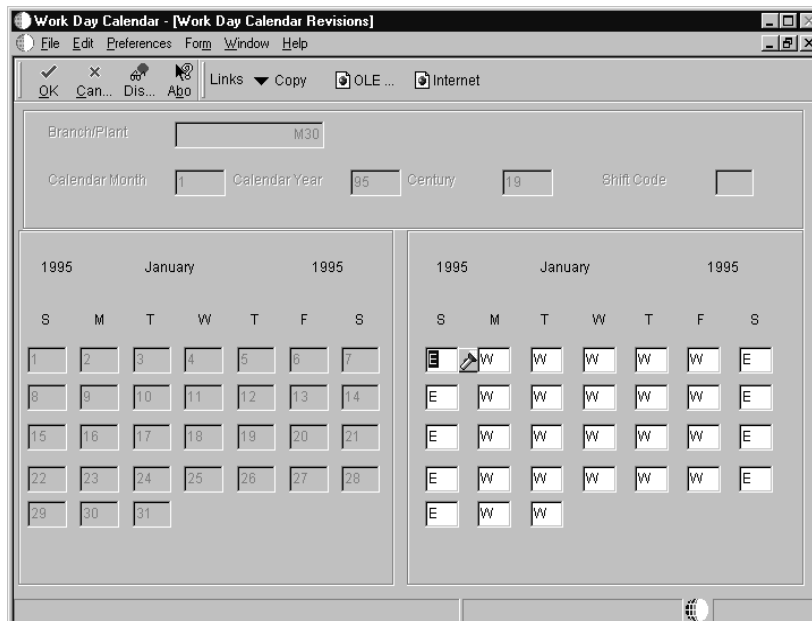 Work Day Calendar - [Work Day Calendar Revisions]
File Edit Preferences Form Window Help
OK Can... Dis... Abo Links Copy OLE ... Internet
Branch/Plant M30
Calendar Month 1 Calendar Year 95 Century 19 Shift Code
1995 January 1995
S M T W T F S
1 2 3 4 5 6 7
8 9 10 11 12 13 14
15 16 17 18 19 20 21
22 23 24 25 26 27 28
29 30 31
1995 January 1995
S M T W T F S
E W W W W W E
E W W W W W E
E W W W W W E
E W W W W W E
E W W